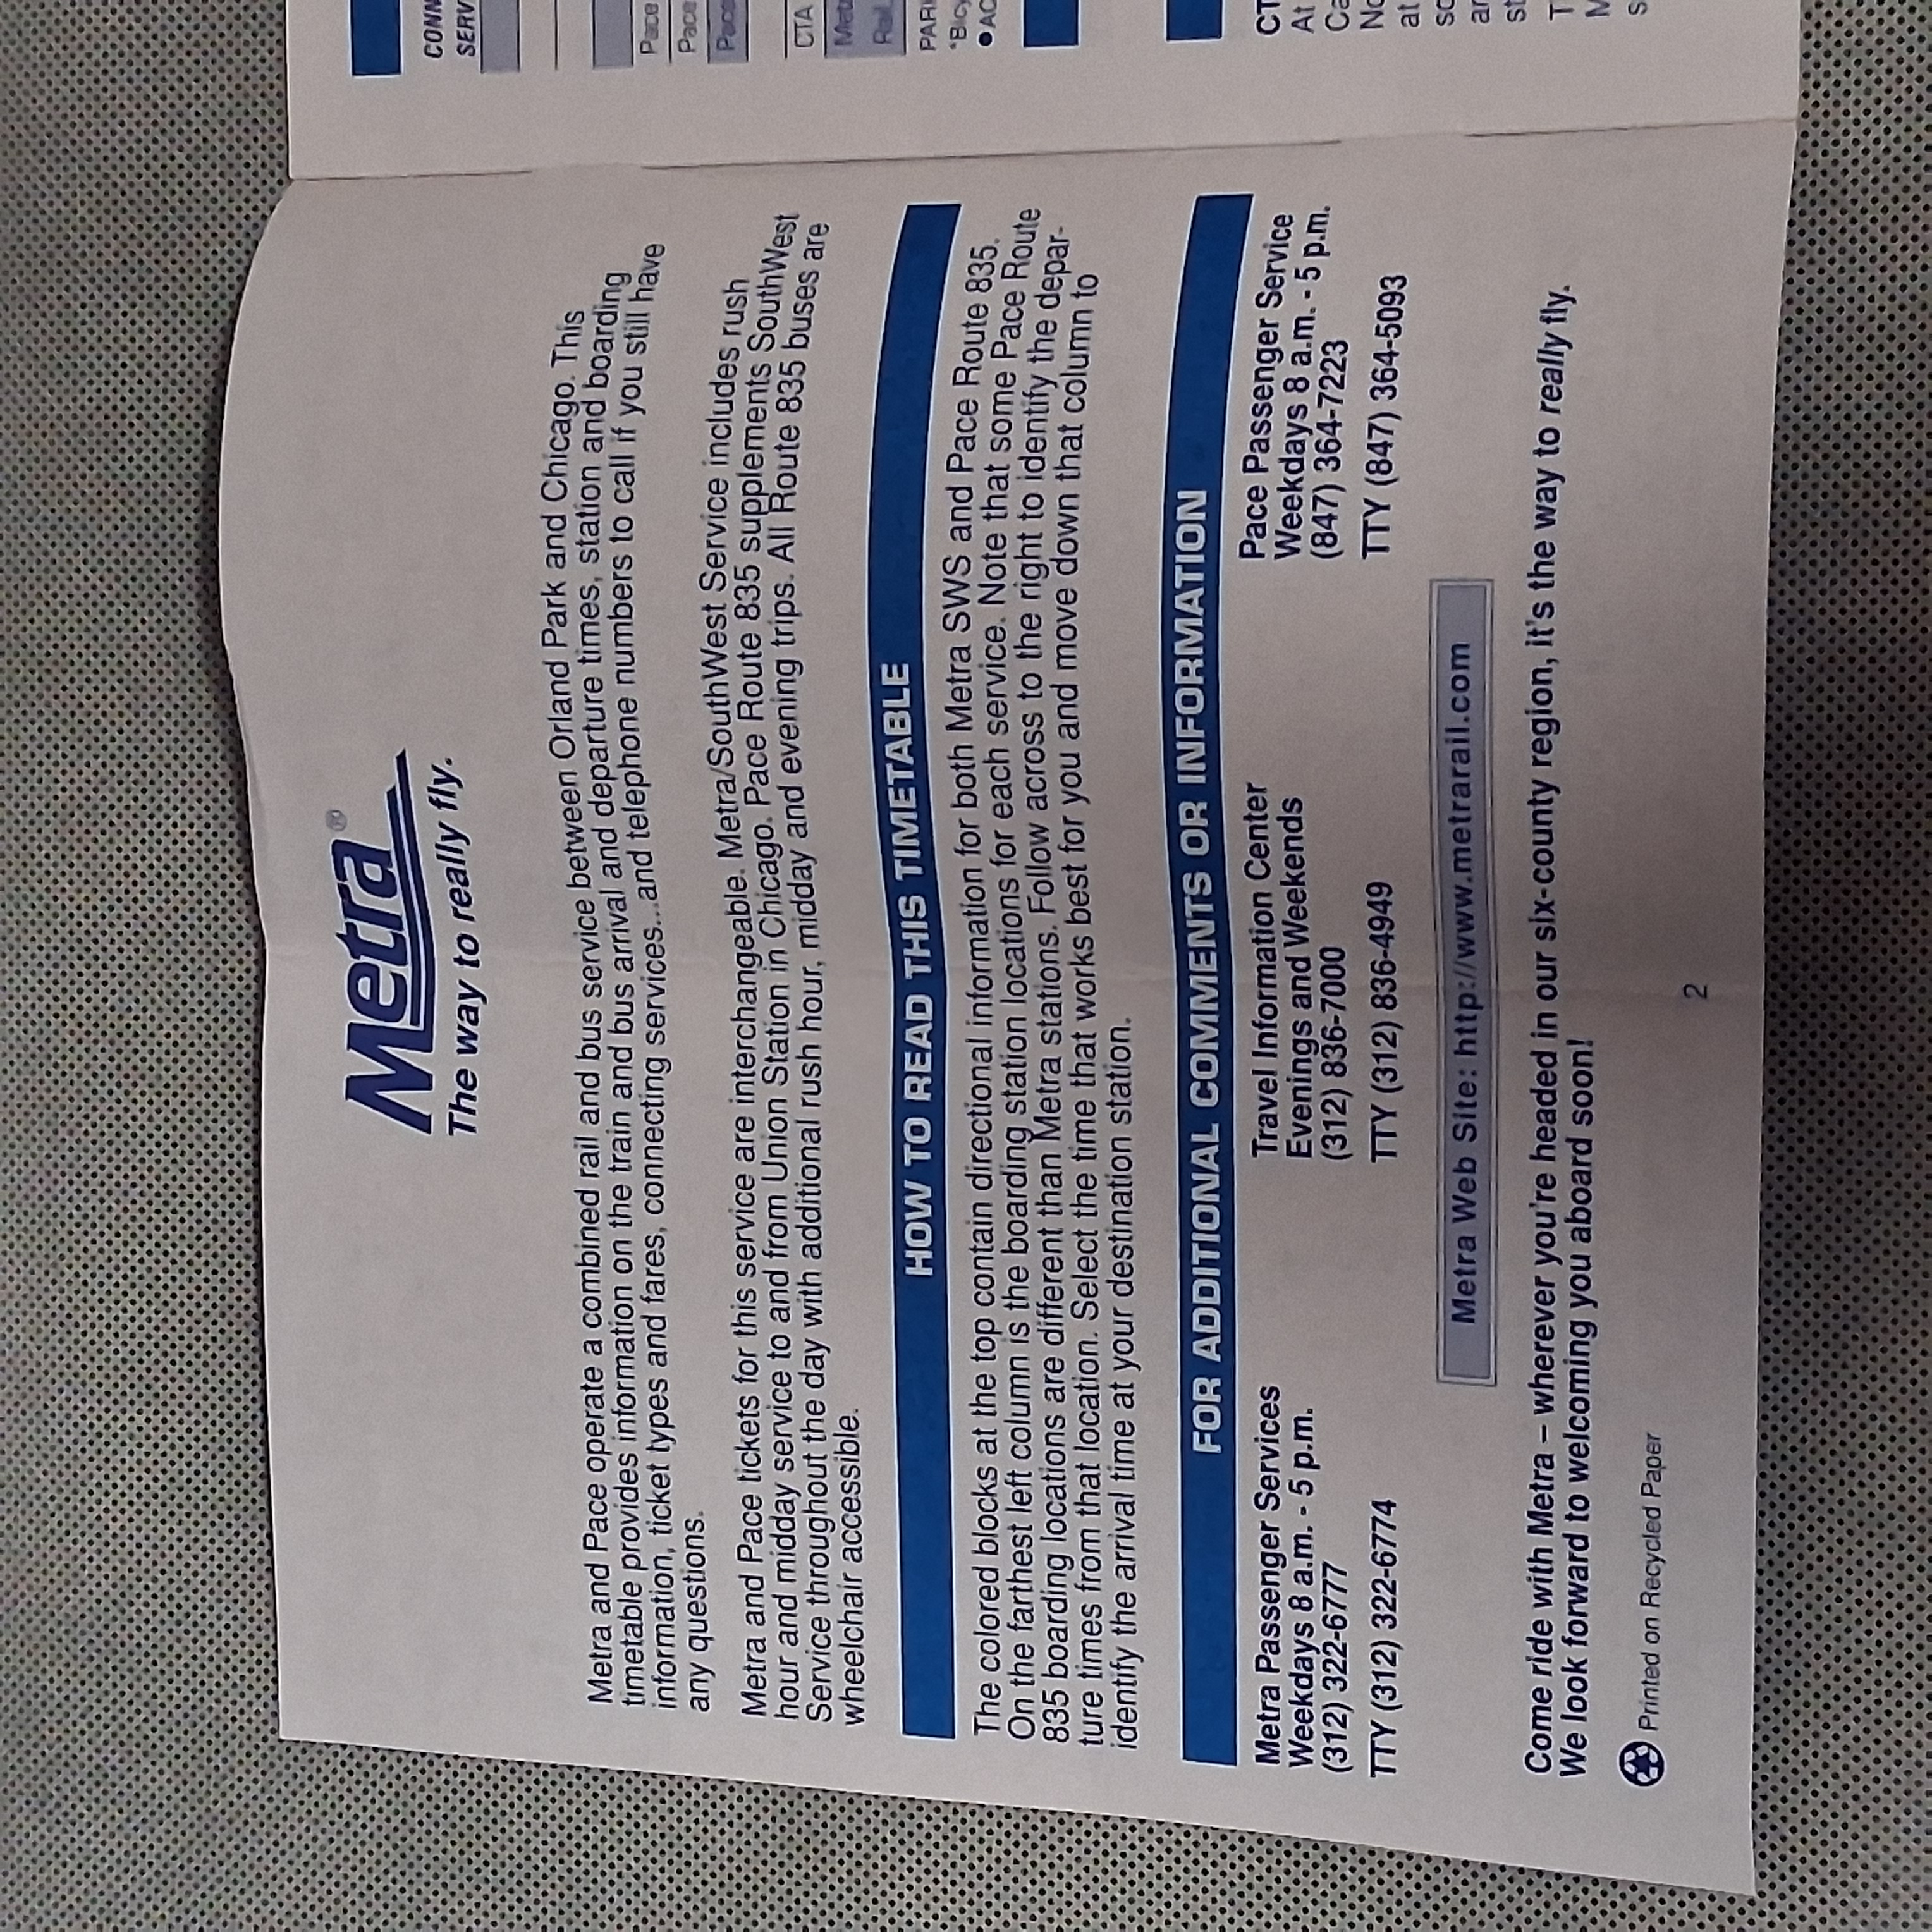 Metra®
The way to really fly.
Metra and Pace operate a combined rail and bus service between Orland Park and Chicago. This
timetable provides information on the train and bus arrival and departure times, station and boarding
information, ticket types and fares, connecting services...and telephone numbers to call if you still have
any questions.
Metra and Pace tickets for this service are interchangeable. Metra/SouthWest Service includes rush
hour and midday service to and from Union Station in Chicago. Pace Route 835 supplements SouthWest
Service throughout the day with additional rush hour, midday and evening trips. All Route 835 buses are
wheelchair accessible.
HOW TO READ THIS TIMETABLE
The colored blocks at the top contain directional information for both Metra SWS and Pace Route 835.
On the farthest left column is the boarding station locations for each service. Note that some Pace Route
835 boarding locations are different than Metra stations. Follow across to the right to identify the depar-
ture times from that location. Select the time that works best for you and move down that column to
identify the arrival time at your destination station.
FOR ADDITIONAL COMMENTS OR INFORMATION
Metra Passenger Services
Weekdays 8 a.m. - 5 p.m.
(312) 322-6777
TTY (312) 322-6774
Travel Information Center
Evenings and Weekends
(312) 836-7000
TTY (312) 836-4949
Pace Passenger Service
Weekdays 8 a.m. - 5 p.m.
(847) 364-7223
TTY (847) 364-5093
Metra Web Site: http://www.metrarail.com
Come ride with Metra – wherever you're headed in our six-county region, it's the way to really fly.
We look forward to welcoming you aboard soon!
Printed on Recycled Paper
2
Pace
Pace
Pace
CTA
At
at